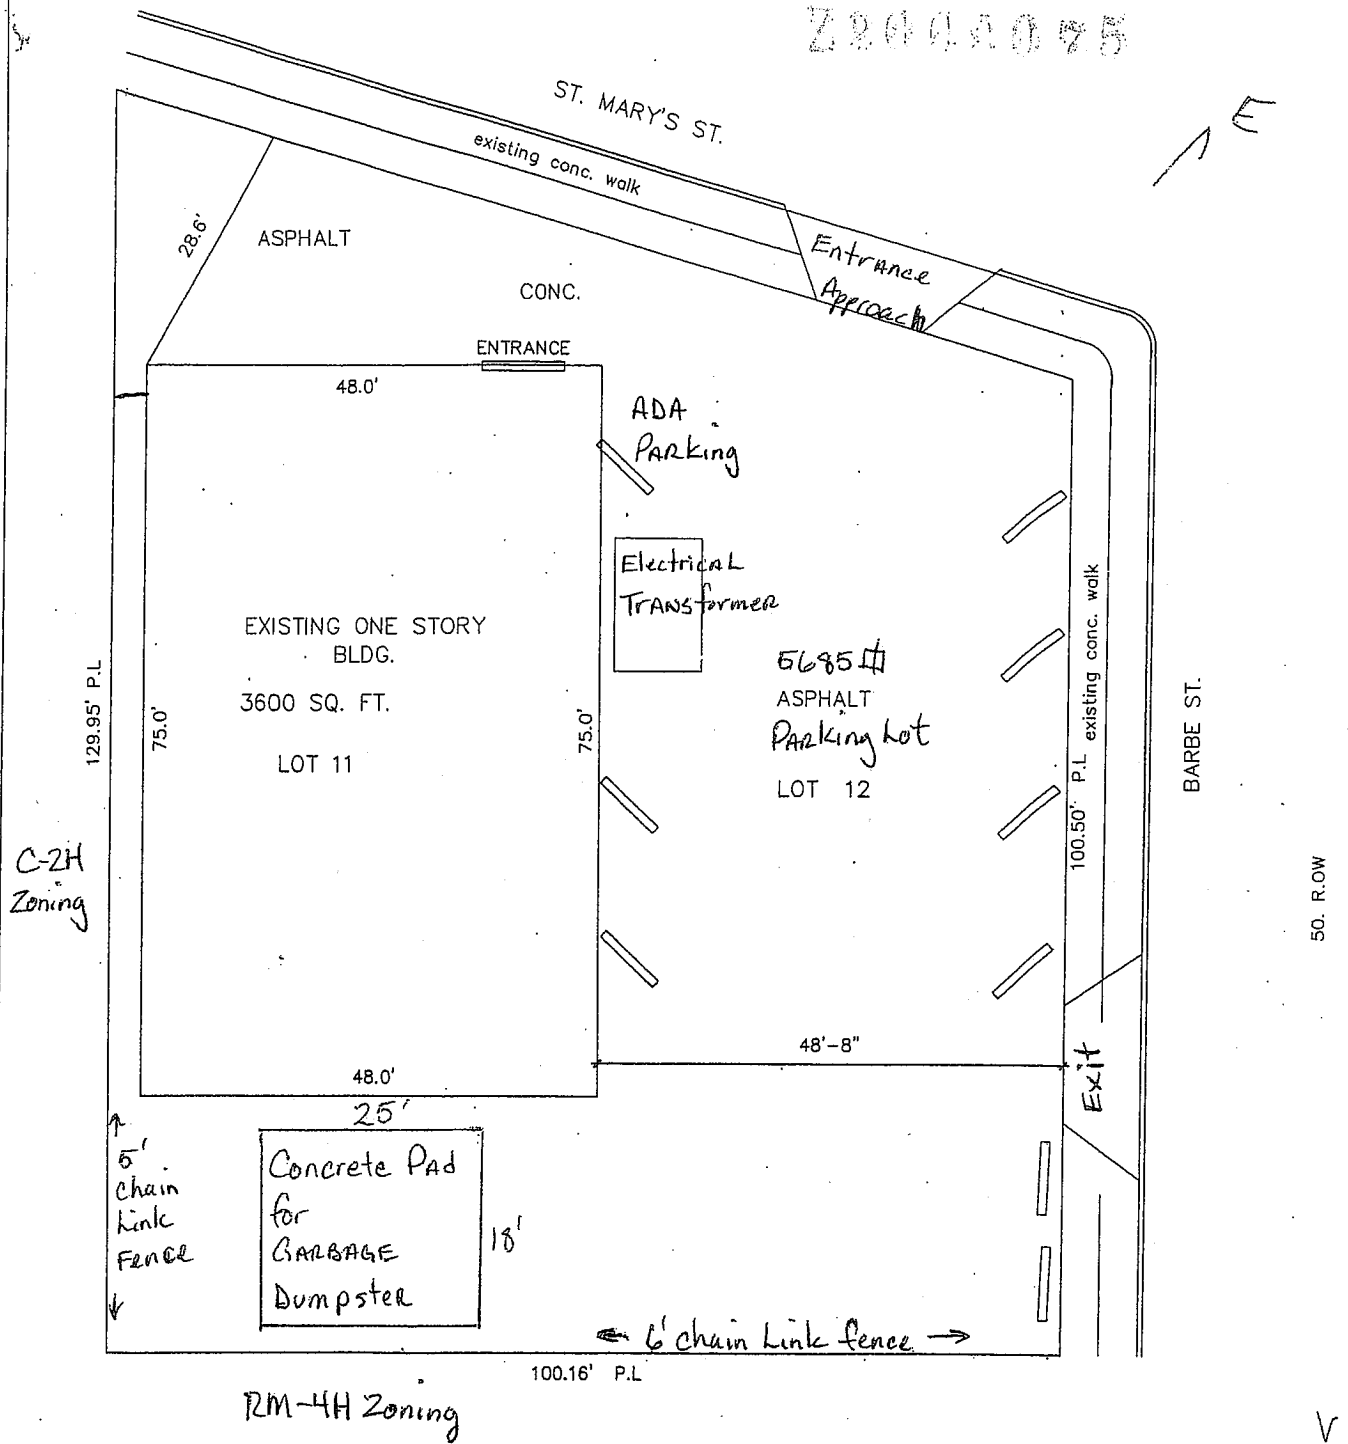 Z2000075
ST. MARY'S ST.
E
existing conc. walk
28.6'
ASPHALT
Entrance
Approach
CONC.
ENTRANCE
48.0'
ADA
Parking
Electrical
Transformer
EXISTING ONE STORY
BLDG.
3600 SQ. FT.
LOT 11
129.95' P.L
75.0'
75.0'
5685
ASPHALT
Parking Lot
LOT 12
100.50' P.L existing conc. walk
BARBE ST.
50. R.OW
C-2H
Zoning
48'-8"
Exit
48.0'
25'
5'
chain
Link
Fence
Concrete Pad
for
GARBAGE
Dumpster
18'
6' chain Link fence
100.16' P.L
RM-4H Zoning
V